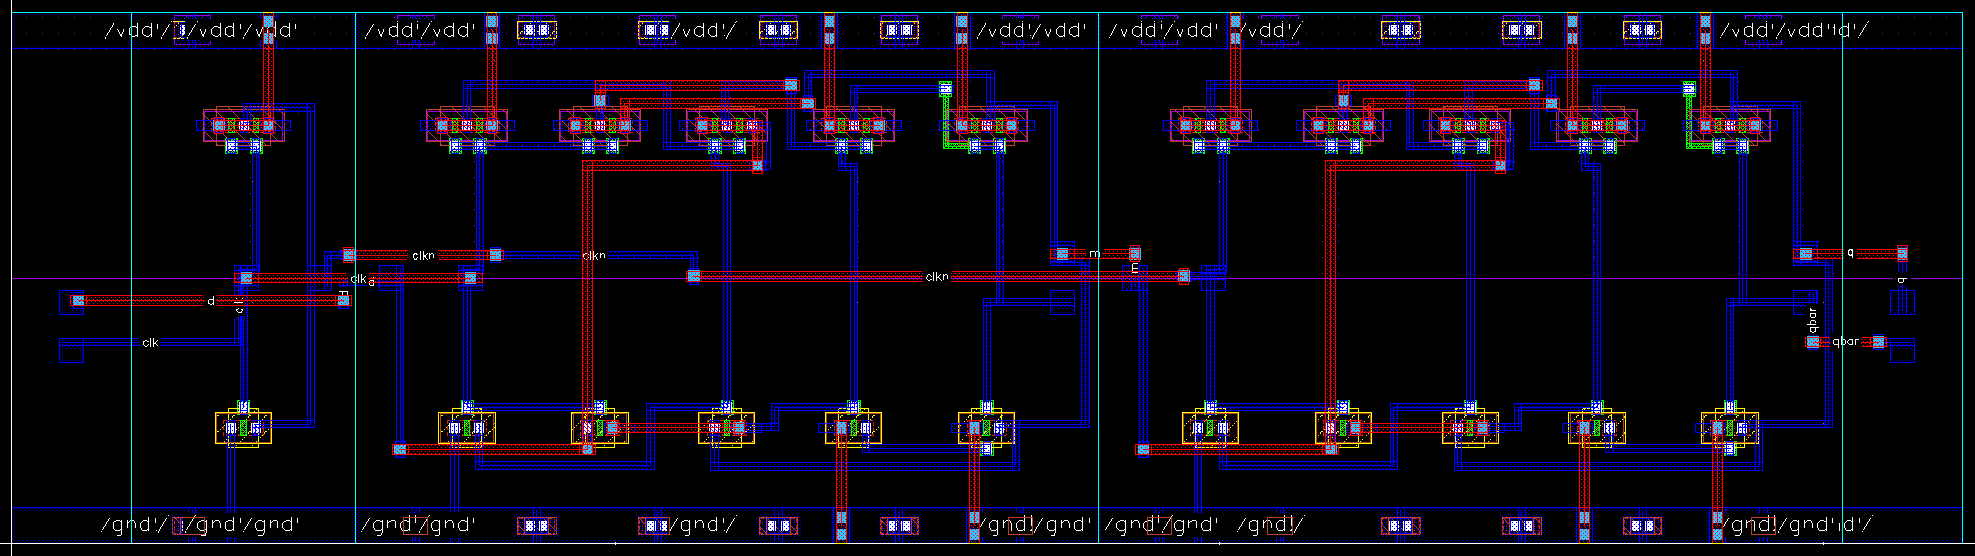 /vdd'/vdd'/vdd' /vdd'/vdd' /vdd'/ /vdd'/vdd' /vdd'/vdd' /vdd'/ /vdd'/vdd'
clkn clkn m q
m
clk clkn q
d
clk
qbar
clk qbar
/gnd'/gnd'/gnd' /gnd'/gnd' /gnd'/ /gnd'/gnd' /gnd'/gnd' /gnd'/ /gnd'/gnd'